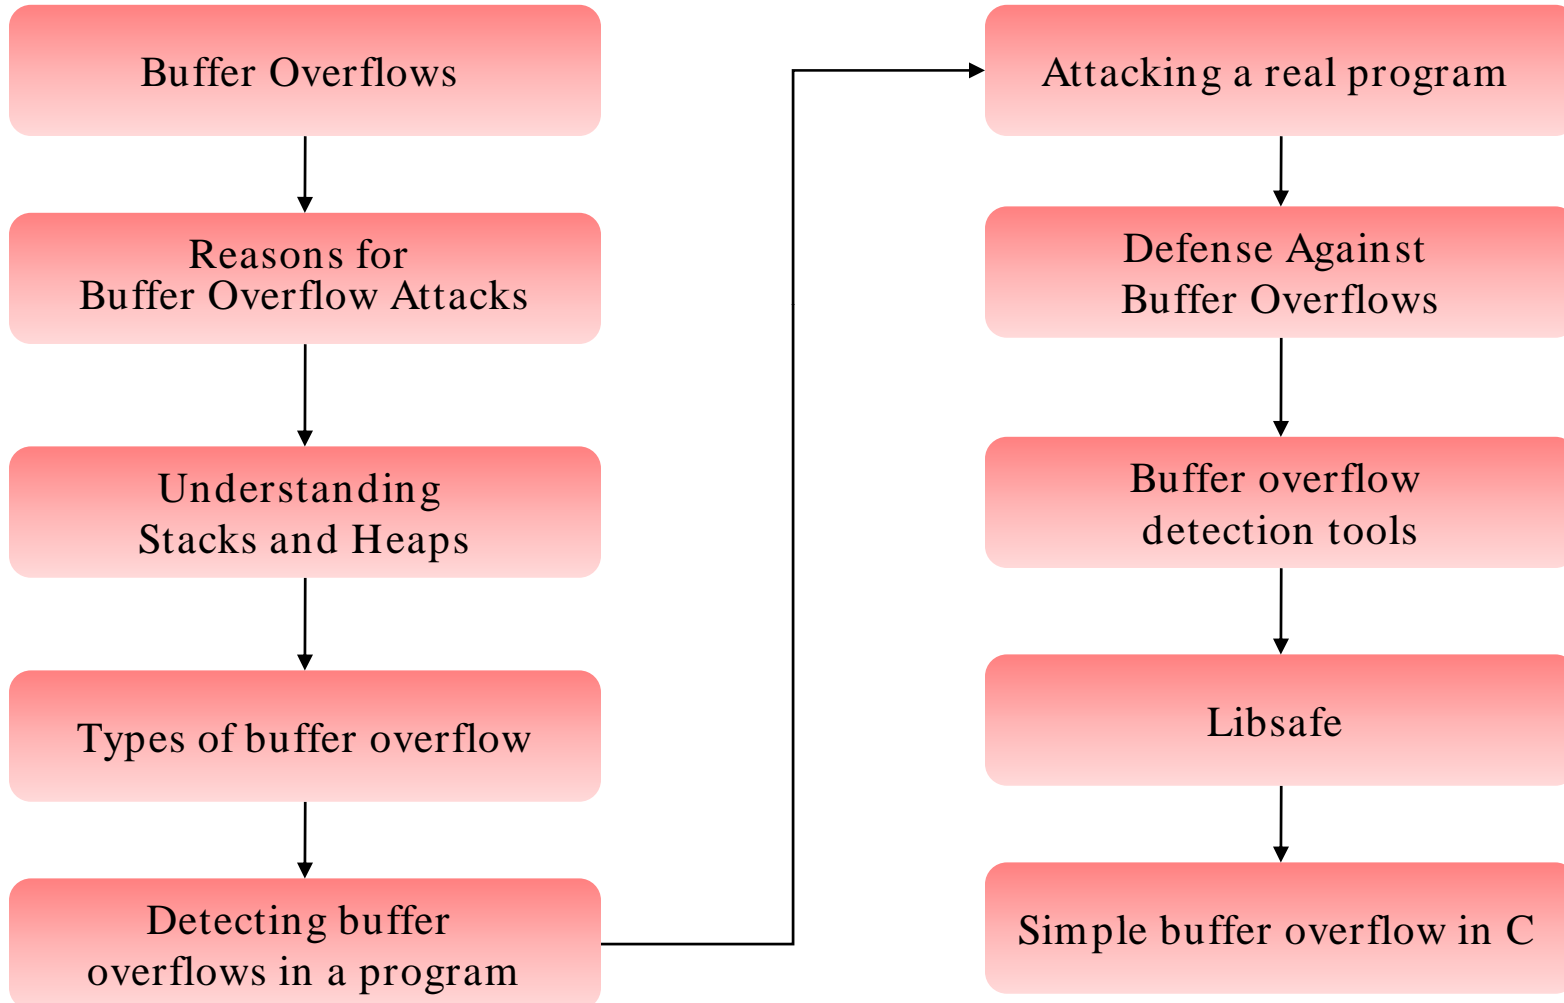 Buffer Overflows
Reasons for
Buffer Overflow Attacks
Understanding
Stacks and Heaps
Types of buffer overflow
Detecting buffer
overflows in a program
Attacking a real program
Defense Against
Buffer Overflows
Buffer overflow
detection tools
Libsafe
Simple buffer overflow in C